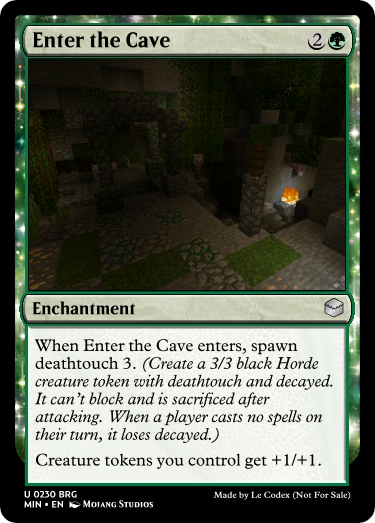 Enter the Cave 2
Enchantment
When Enter the Cave enters, spawn
deathtouch 3. (Create a 3/3 black Horde
creature token with deathtouch and decayed.
It can't block and is sacrificed after
attacking. When a player casts no spells on
their turn, it loses decayed.)
Creature tokens you control get +1/+1.
U 0230 BRG
MIN • EN Mojang Studios
Made by Le Codex (Not For Sale)